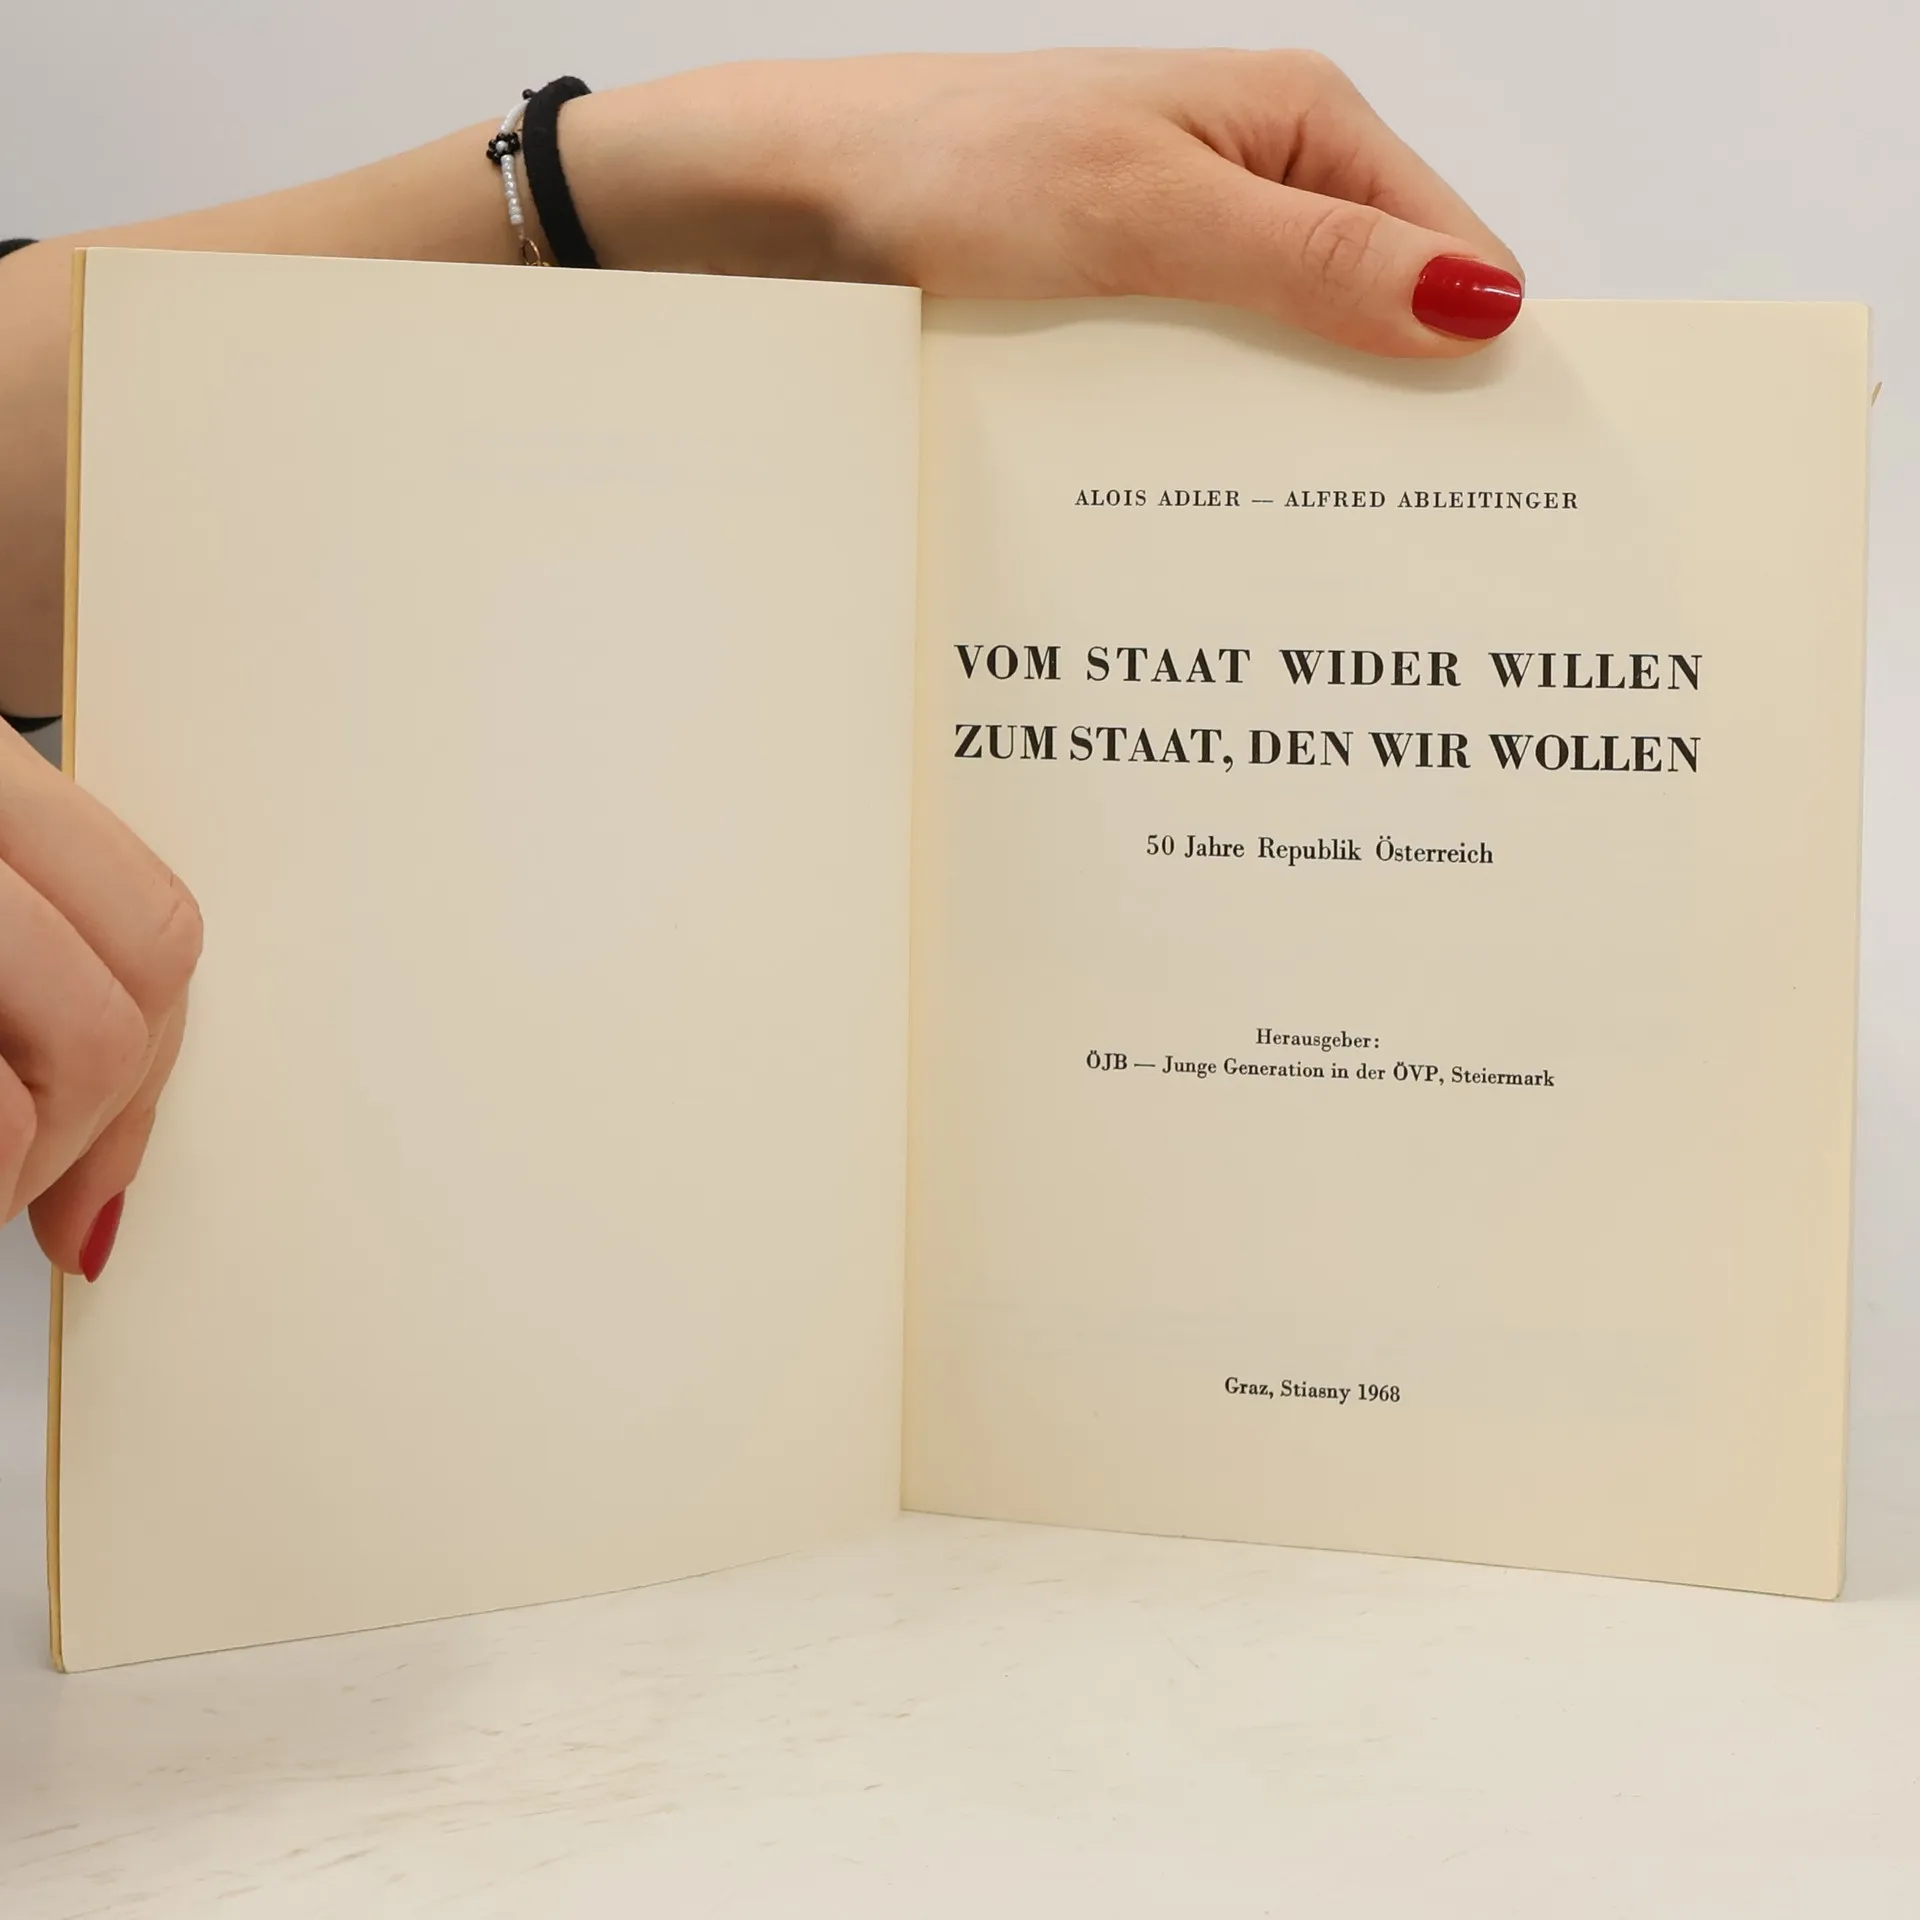 ALOIS ADLER — ALFRED ABLEITINGER
VOM STAAT WIDER WILLEN
ZUM STAAT, DEN WIR WOLLEN
50 Jahre Republik Österreich
Herausgeber:
ÖJB — Junge Generation in der ÖVP, Steiermark
Graz, Stiasny 1968